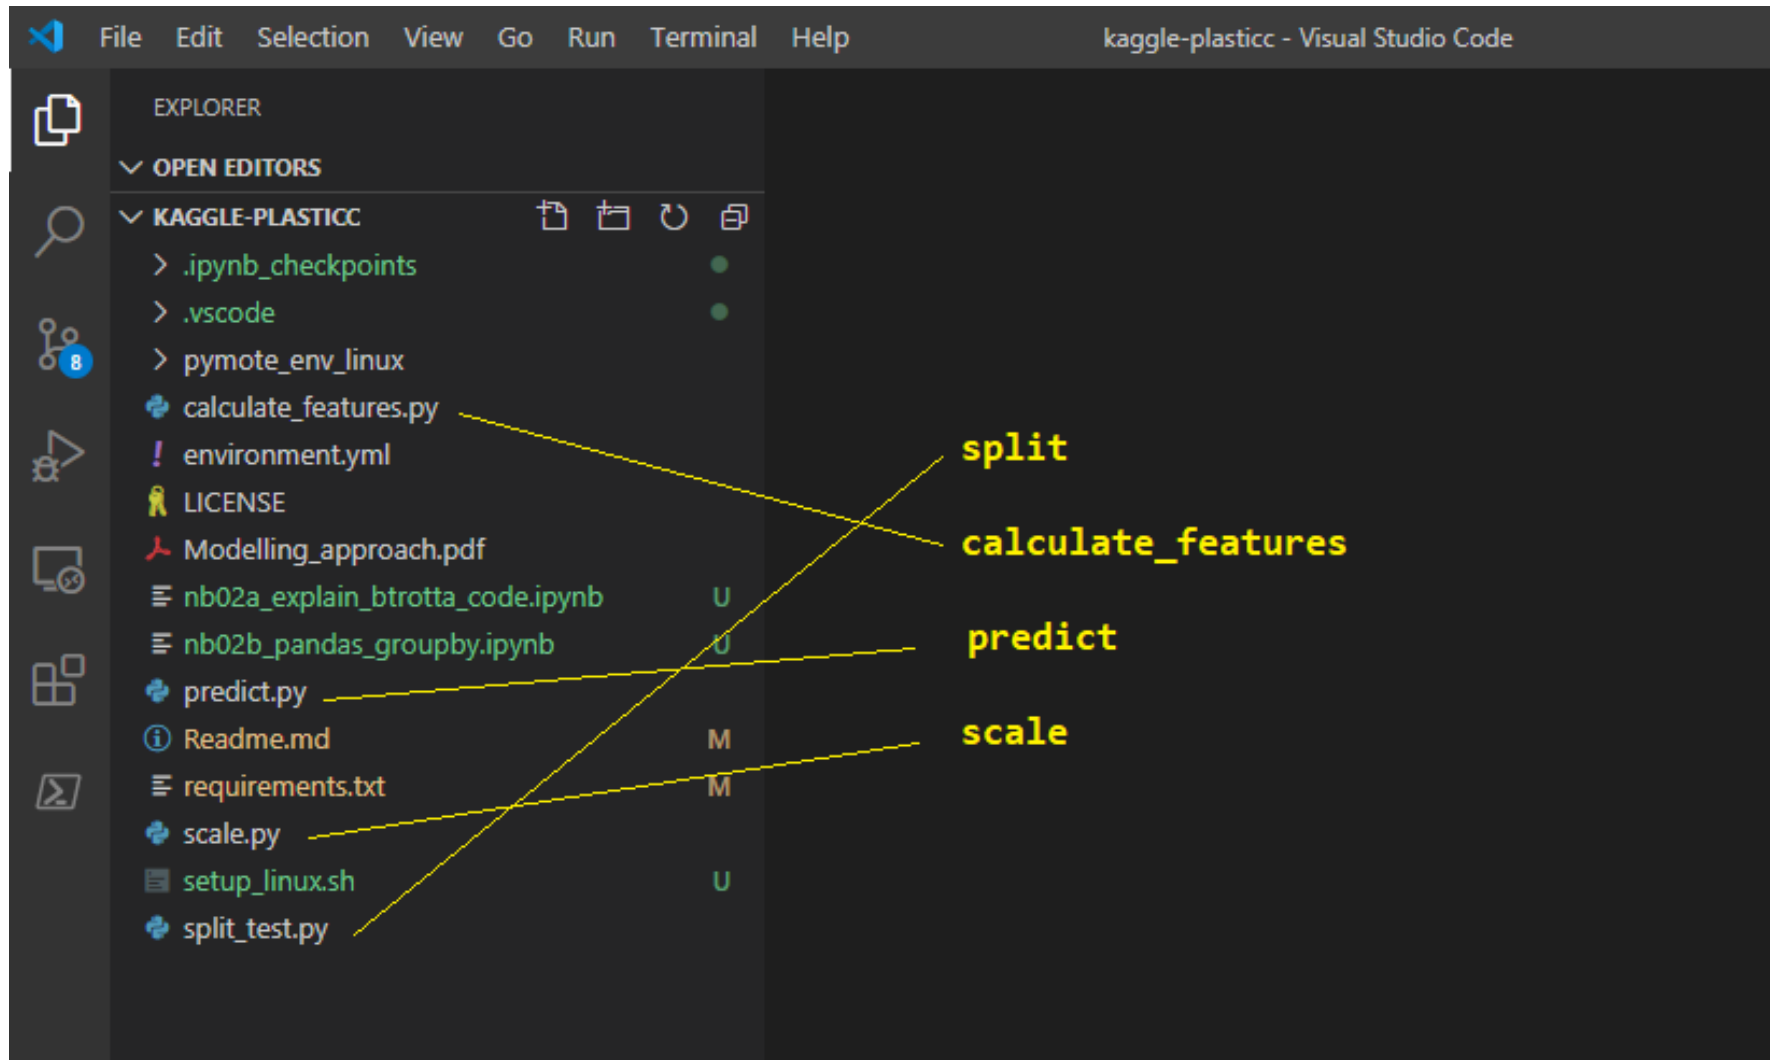 File Edit Selection View Go Run Terminal Help kaggle-plasticc - Visual Studio Code
EXPLORER
OPEN EDITORS
KAGGLE-PLASTICC
.ipynb_checkpoints
.vscode
8
pymote_env_linux
calculate_features.py
environment.yml
split
LICENSE
Modelling_approach.pdf
calculate_features
nb02a_explain_btrotta_code.ipynb U
nb02b_pandas_groupby.ipynb U
predict
predict.py
Readme.md M
scale
requirements.txt M
scale.py
setup_linux.sh U
split_test.py